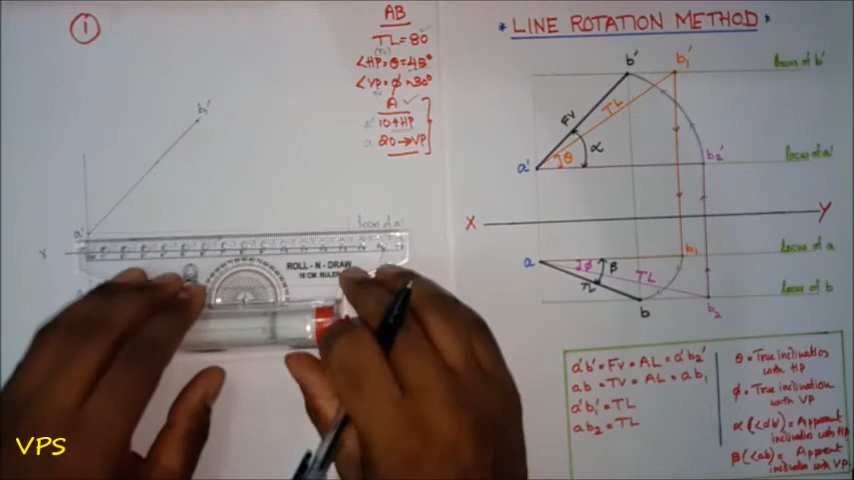 1
AB
TL=80
∠HP=θ=45°
∠VP=ϕ=30°
A
a' 10↑HP
a 20→VP
b1'
a'
locus of a'
x
ROLL-N-DRAW
15 CM RULER
* LINE ROTATION METHOD *
b' b1' locus of b'
FV TL
θ α
a' b2' locus of a'
X Y
a ϕ β b1 locus of a
TL TL
b b2 locus of b
a'b' = FV = AL = a'b2'
ab = TV = AL = ab1
a'b1' = TL
ab2 = TL
θ = True inclination
with HP
ϕ = True inclination
with VP
α (∠a'b') = Apparent
inclination with HP
β (∠ab) = Apparent
inclination with VP
VPS